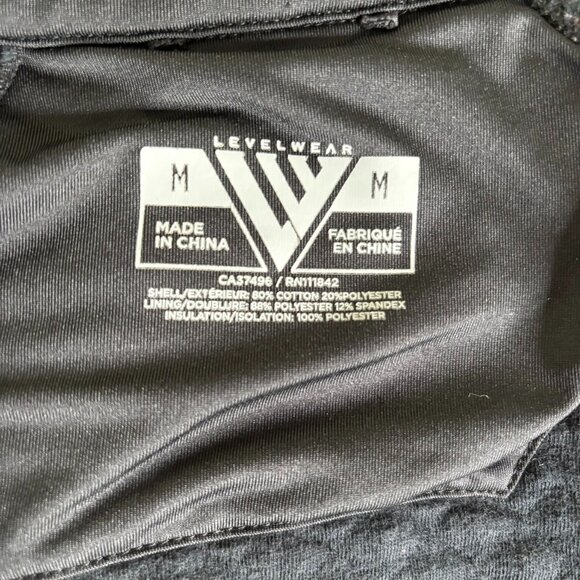 LEVELWEAR
M M
MADE
IN CHINA
FABRIQUÉ
EN CHINE
CA37496 / RN111842
SHELL/EXTÉRIEUR: 80% COTTON 20%POLYESTER
LINING/DOUBLURE: 88% POLYESTER 12% SPANDEX
INSULATION/ISOLATION: 100% POLYESTER